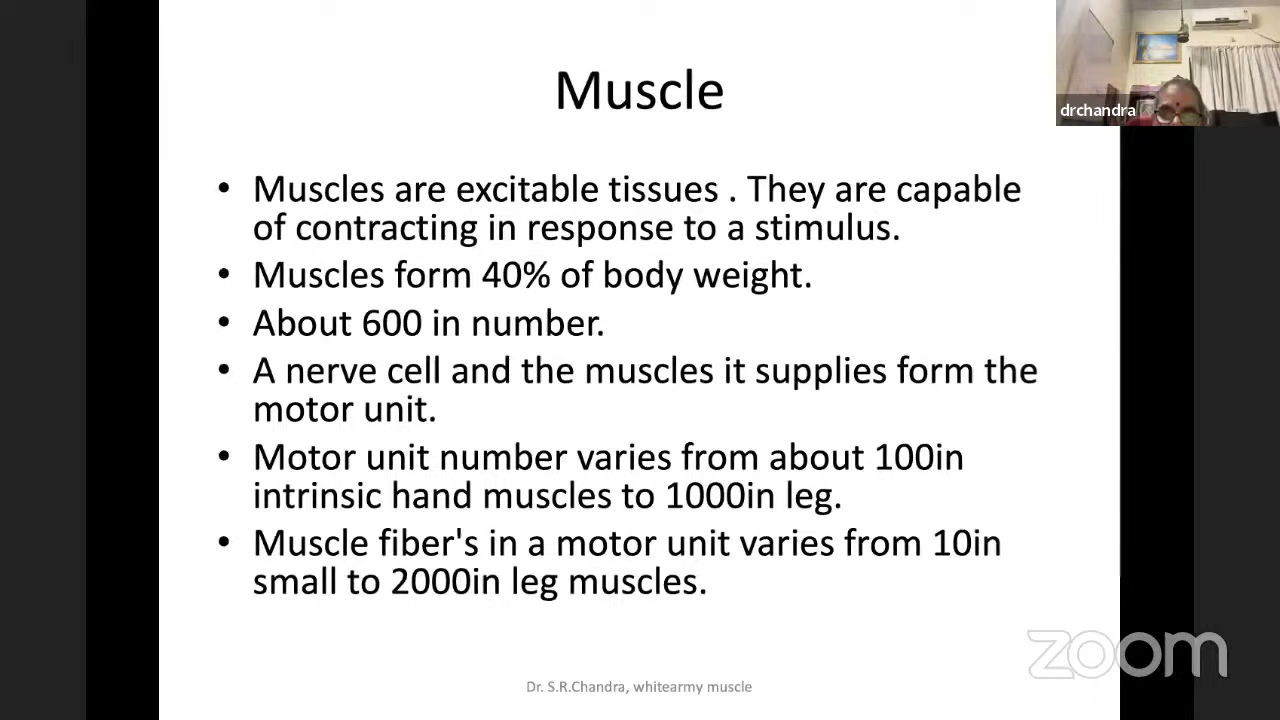 Muscle
drchandra
• Muscles are excitable tissues . They are capable
of contracting in response to a stimulus.
• Muscles form 40% of body weight.
• About 600 in number.
• A nerve cell and the muscles it supplies form the
motor unit.
• Motor unit number varies from about 100in
intrinsic hand muscles to 1000in leg.
• Muscle fiber's in a motor unit varies from 10in
small to 2000in leg muscles.
zoom
Dr. S.R.Chandra, whitearmy muscle